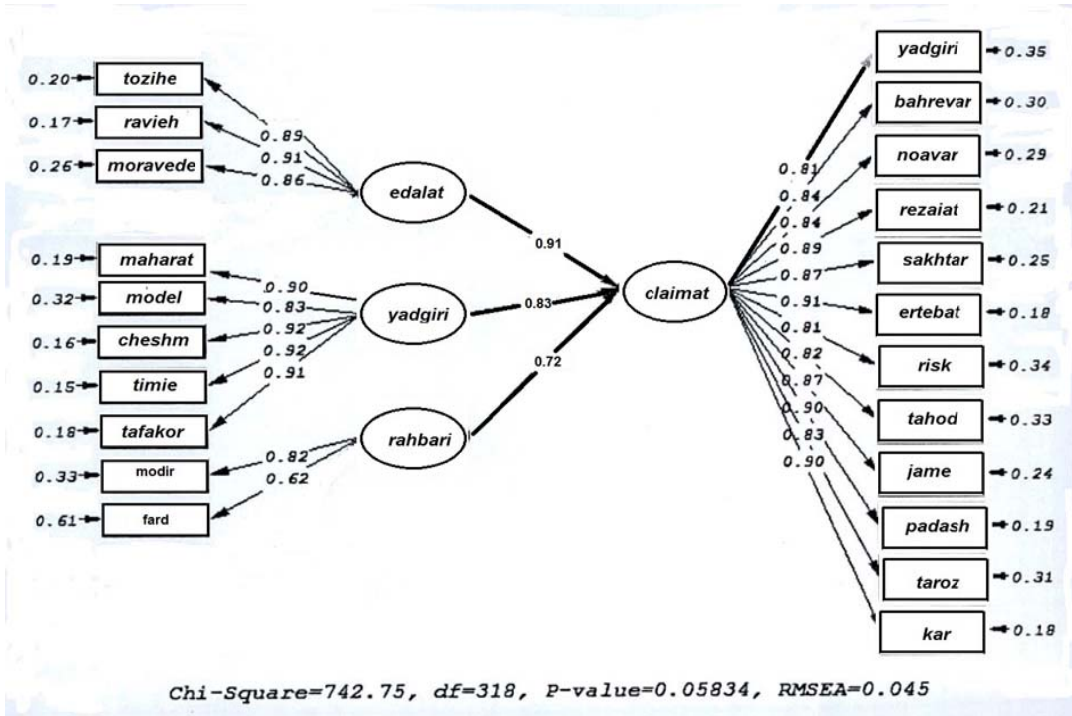 0.20 tozihe
0.17 ravieh
0.26 moravede
0.89
0.91
0.86
edalat
0.19 maharat
0.32 model
0.16 cheshm
0.15 timie
0.18 tafakor
0.90
0.83
0.92
0.92
0.91
yadgiri
0.33 modir
0.61 fard
0.82
0.62
rahbari
0.91
0.83
0.72
claimat
0.81
0.84
0.84
0.89
0.87
0.91
0.81
0.82
0.87
0.90
0.83
0.90
yadgiri 0.35
bahrevar 0.30
noavar 0.29
rezaiat 0.21
sakhtar 0.25
ertebat 0.18
risk 0.34
tahod 0.33
jame 0.24
padash 0.19
taroz 0.31
kar 0.18
Chi-Square=742.75, df=318, P-value=0.05834, RMSEA=0.045